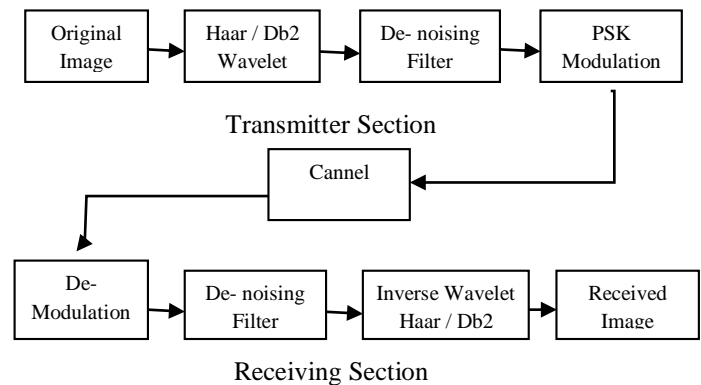 Original
Image
Haar / Db2
Wavelet
De- noising
Filter
PSK
Modulation
Transmitter Section
Cannel
De-
Modulation
De- noising
Filter
Inverse Wavelet
Haar / Db2
Received
Image
Receiving Section